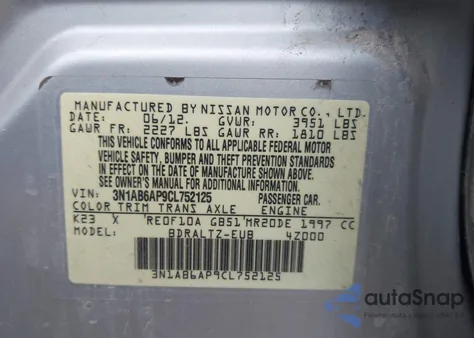 MANUFACTURED BY NISSAN MOTOR CO., LTD.
DATE: 06/12. GVWR: 3951 LBS
GAWR FR: 2227 LBS GAWR RR: 1810 LBS
THIS VEHICLE CONFORMS TO ALL APPLICABLE FEDERAL MOTOR
VEHICLE SAFETY, BUMPER AND THEFT PREVENTION STANDARDS
IN EFFECT ON THE DATE OF MANUFACTURE SHOWN ABOVE.
SEE OWNER'S MANUAL FOR ADDITIONAL INFORMATION.
VIN: 3N1AB6AP9CL752125 PASSENGER CAR.
COLOR TRIM TRANS AXLE ENGINE
K23 X RE0F10A GB51 MR20DE 1997 CC
MODEL: BDRALTZ-EUB 4Z000
3N1AB6AP9CL752125
autoSnap